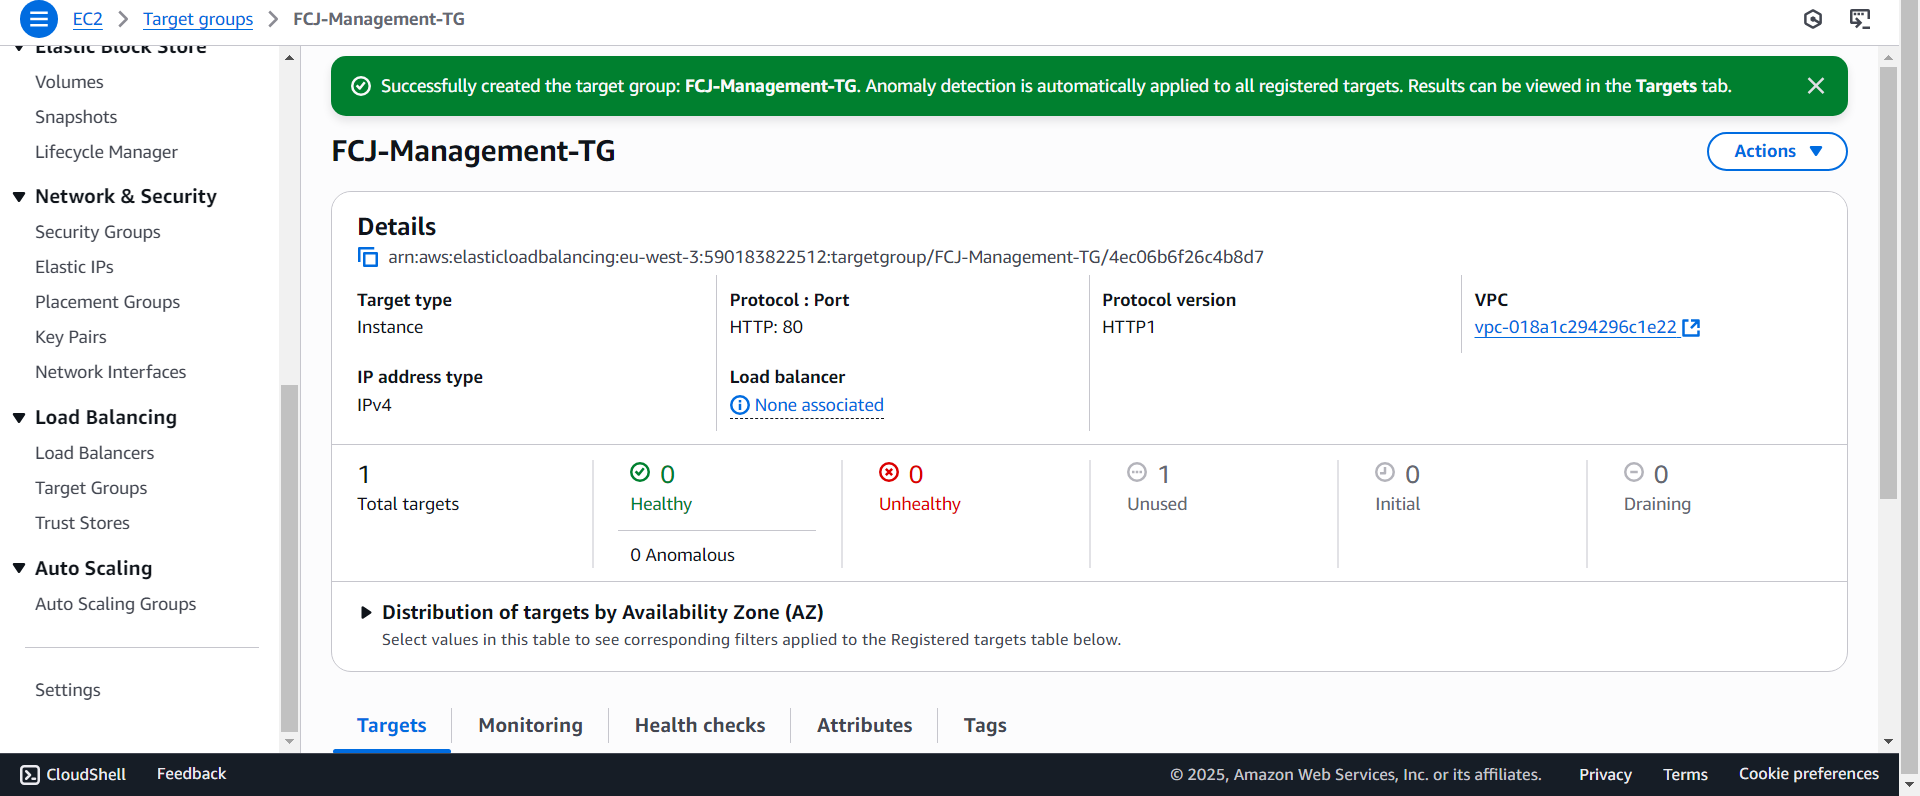 EC2 > Target groups > FCJ-Management-TG
Elastic Block Store
Volumes
Snapshots
Lifecycle Manager
Network & Security
Security Groups
Elastic IPs
Placement Groups
Key Pairs
Network Interfaces
Load Balancing
Load Balancers
Target Groups
Trust Stores
Auto Scaling
Auto Scaling Groups
Settings
Successfully created the target group: FCJ-Management-TG. Anomaly detection is automatically applied to all registered targets. Results can be viewed in the Targets tab.
FCJ-Management-TG
Actions
Details
arn:aws:elasticloadbalancing:eu-west-3:590183822512:targetgroup/FCJ-Management-TG/4ec06b6f26c4b8d7
Target type
Instance
Protocol : Port
HTTP: 80
Protocol version
HTTP1
VPC
vpc-018a1c294296c1e22
IP address type
IPv4
Load balancer
None associated
1
Total targets
0
Healthy
0 Anomalous
0
Unhealthy
1
Unused
0
Initial
0
Draining
Distribution of targets by Availability Zone (AZ)
Select values in this table to see corresponding filters applied to the Registered targets table below.
Targets
Monitoring
Health checks
Attributes
Tags
CloudShell
Feedback
© 2025, Amazon Web Services, Inc. or its affiliates.
Privacy
Terms
Cookie preferences